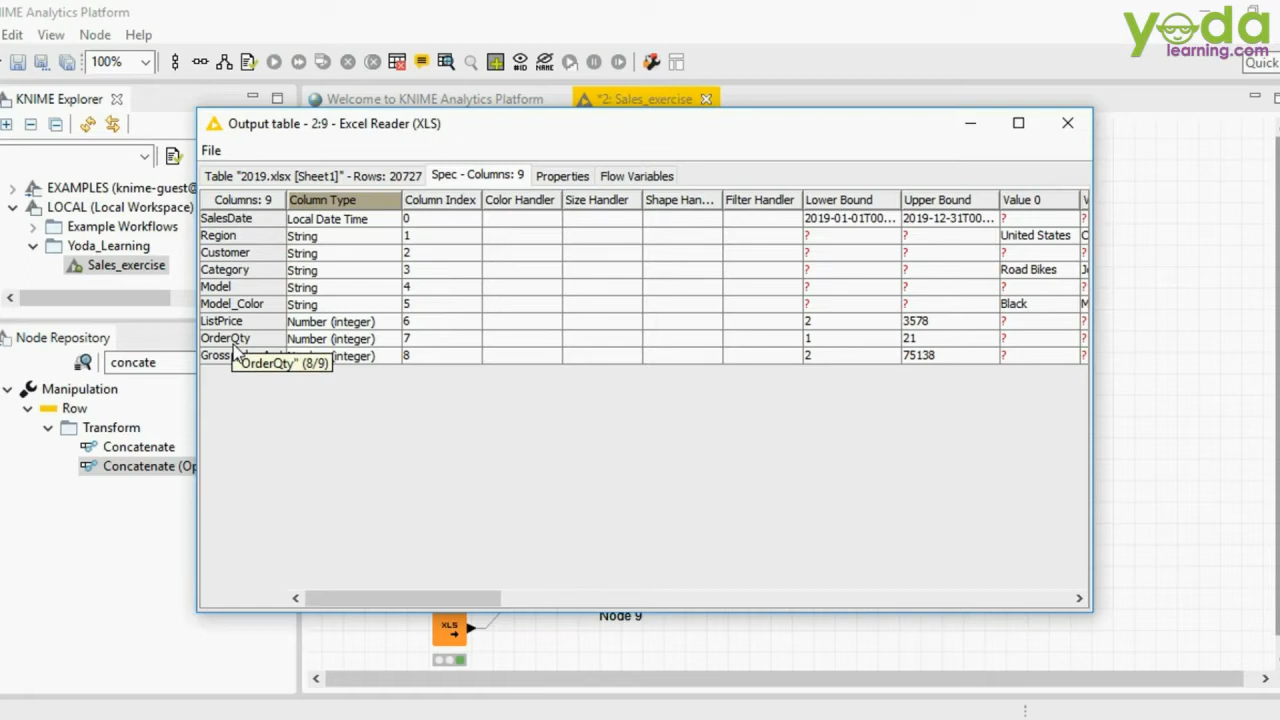 KNIME Analytics Platform
yoda
learning.com
Edit View Node Help
100%
Quick
KNIME Explorer
Welcome to KNIME Analytics Platform
*2: Sales_exercise
EXAMPLES (knime-guest@
LOCAL (Local Workspace)
Example Workflows
Yoda_Learning
Sales_exercise
Node Repository
concate
Manipulation
Row
Transform
Concatenate
Concatenate (Op
Output table - 2:9 - Excel Reader (XLS)
File
Table "2019.xlsx [Sheet1]" - Rows: 20727 Spec - Columns: 9 Properties Flow Variables
Columns: 9 Column Type Column Index Color Handler Size Handler Shape Han... Filter Handler Lower Bound Upper Bound Value 0
SalesDate Local Date Time 0 2019-01-01T00... 2019-12-31T00... ?
Region String 1 ? ? United States
Customer String 2 ? ? ?
Category String 3 ? ? Road Bikes
Model String 4 ? ? ?
Model_Color String 5 ? ? Black
ListPrice Number (integer) 6 2 3578 ?
OrderQty Number (integer) 7 1 21 ?
8 2 75138 ?
"OrderQty" (8/9)
Node 9
XLS